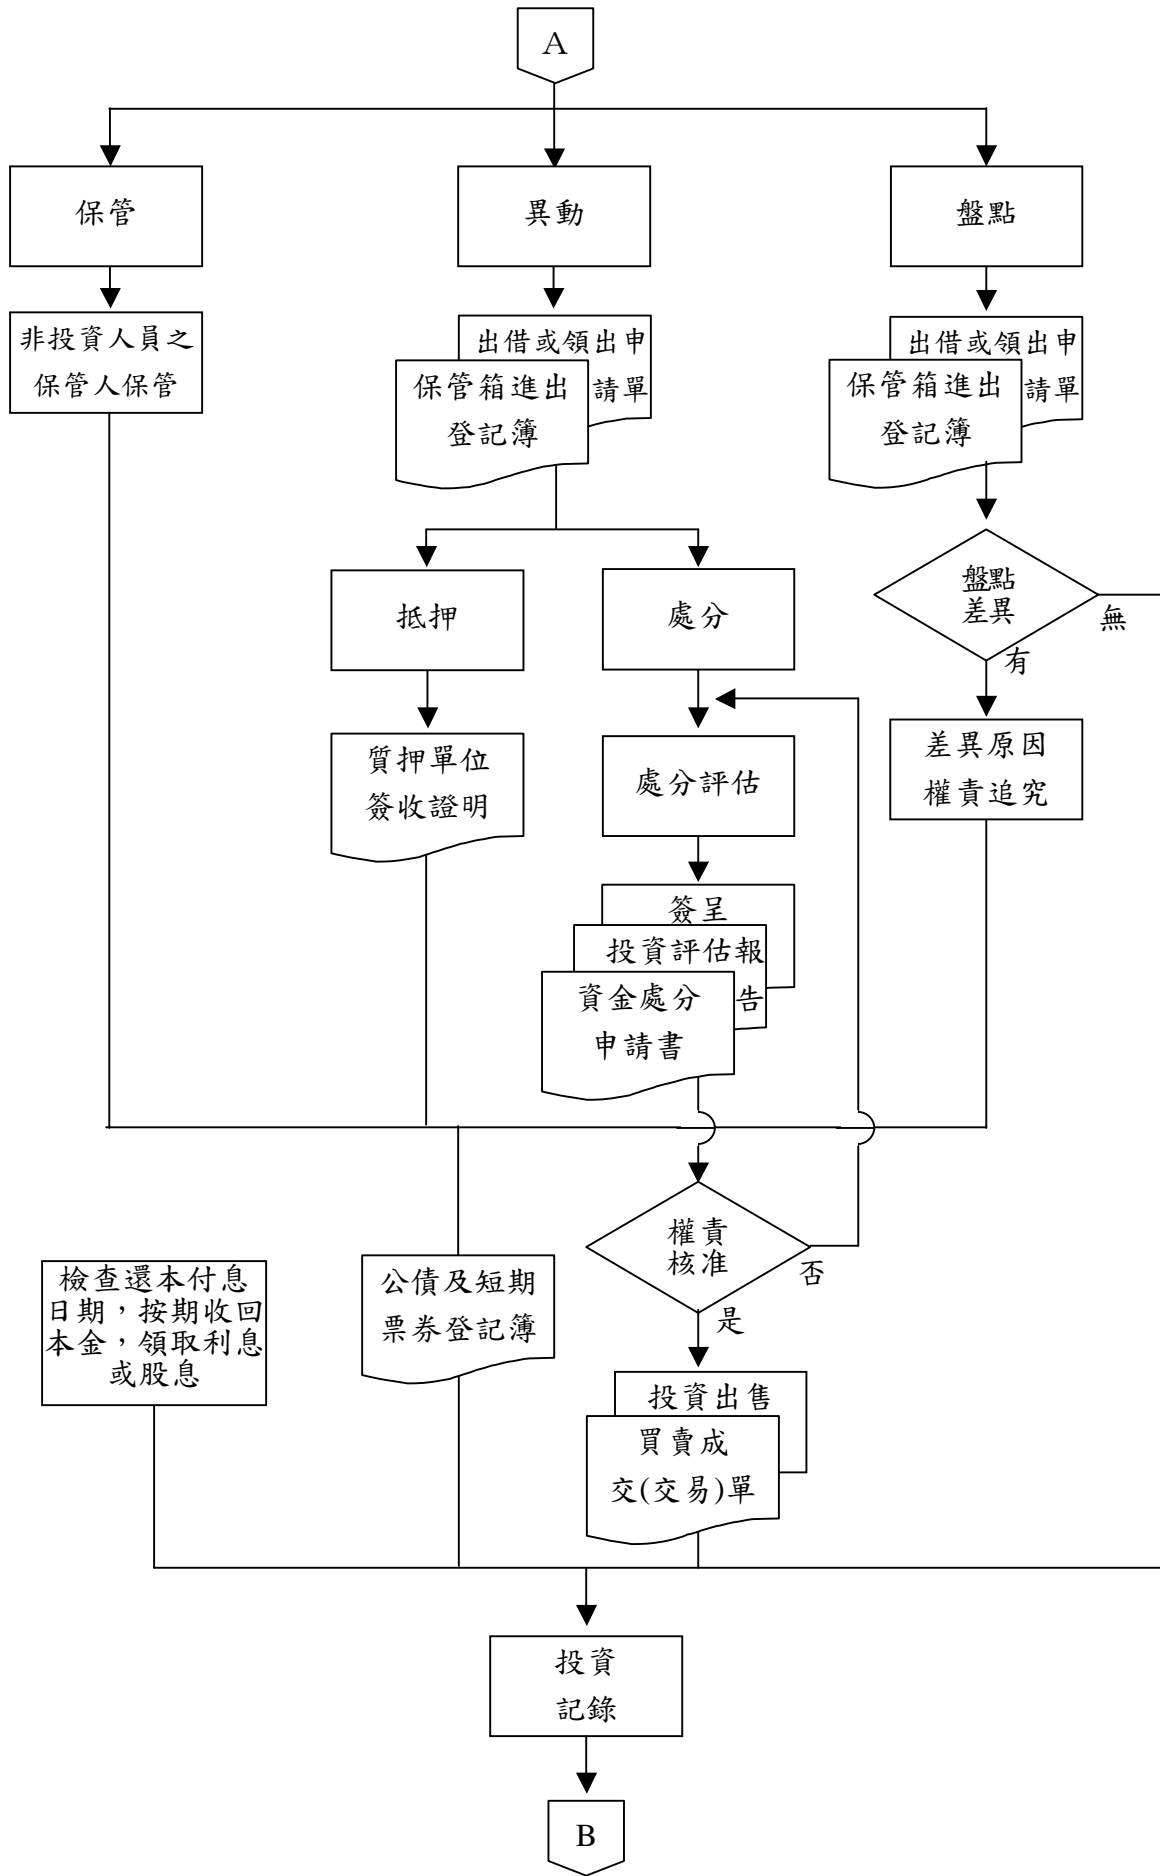 A
保管
異動
盤點
非投資人員之
保管人保管
出借或領出申
請單
保管箱進出
登記簿
出借或領出申
請單
保管箱進出
登記簿
抵押
處分
盤點
差異
無
有
質押單位
簽收證明
處分評估
差異原因
權責追究
簽呈
投資評估報
告
資金處分
申請書
權責
核准
否
是
檢查還本付息
日期，按期收回
本金，領取利息
或股息
公債及短期
票券登記簿
投資出售
買賣成
交(交易)單
投資
記錄
B